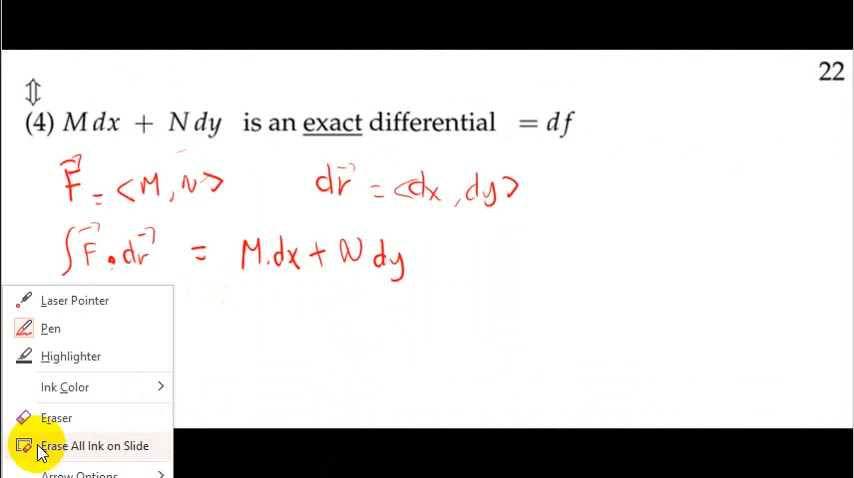 22
⇕
(4) M dx + N dy is an exact differential = df
F⃗ = <M, N> dr⃗ = <dx, dy>
∫F⃗ • dr⃗ = M.dx + N dy
Laser Pointer
Pen
Highlighter
Ink Color
Eraser
Erase All Ink on Slide
Arrow Options